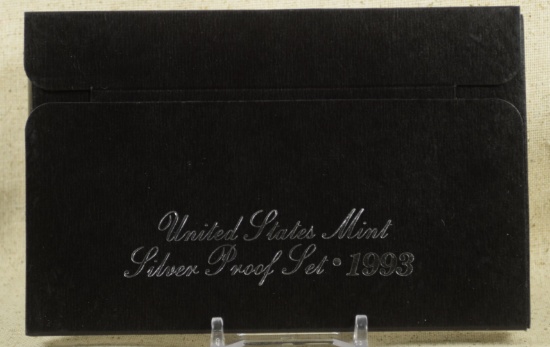 United States Mint
Silver Proof Set • 1993